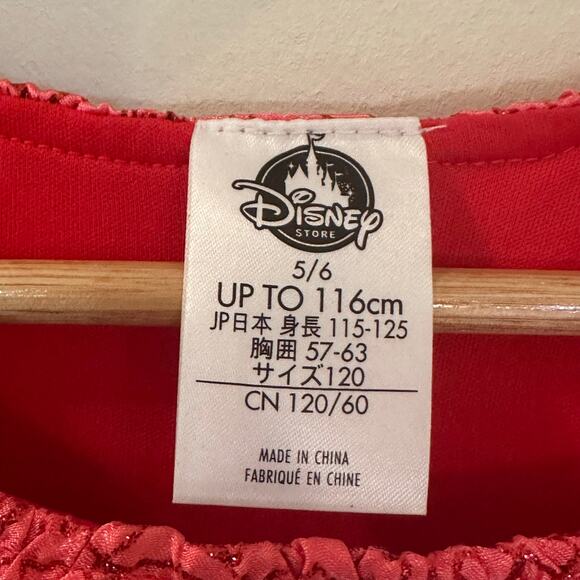 Disney
STORE
5/6
UP TO 116cm
JP日本 身長 115-125
胸囲 57-63
サイズ120
CN 120/60
MADE IN CHINA
FABRIQUÉ EN CHINE